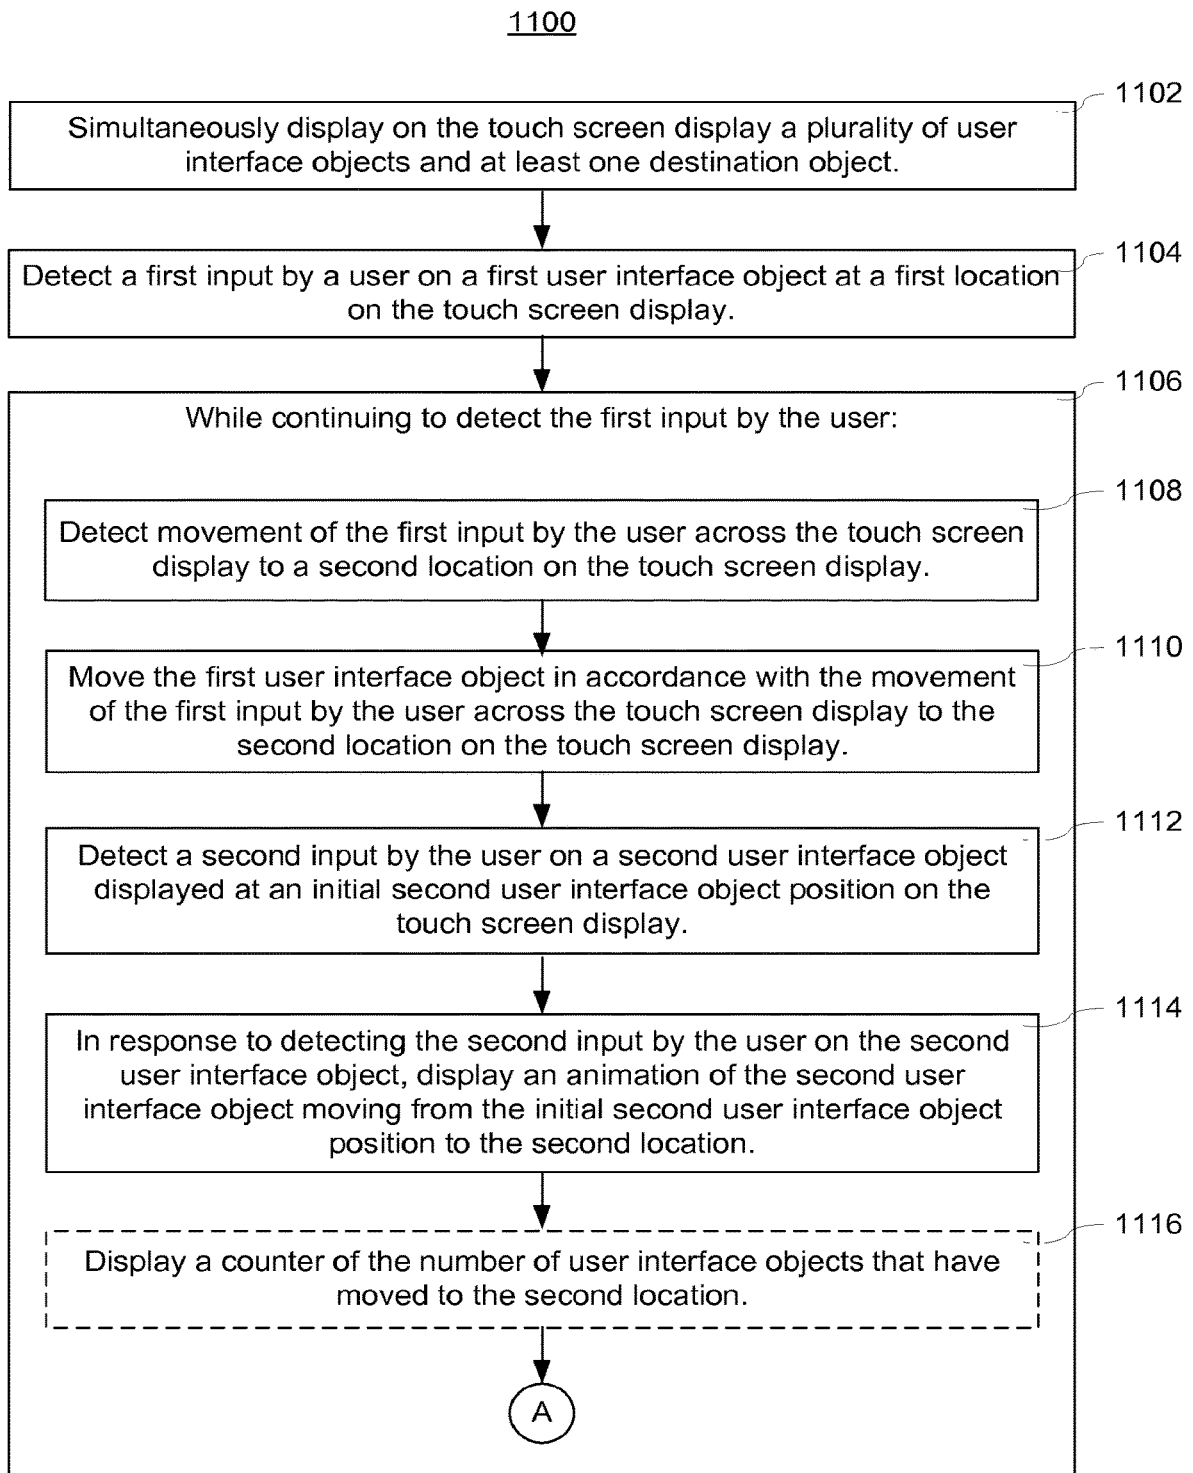 1100
1102
Simultaneously display on the touch screen display a plurality of user
interface objects and at least one destination object.
1104
Detect a first input by a user on a first user interface object at a first location
on the touch screen display.
1106
While continuing to detect the first input by the user:
1108
Detect movement of the first input by the user across the touch screen
display to a second location on the touch screen display.
1110
Move the first user interface object in accordance with the movement
of the first input by the user across the touch screen display to the
second location on the touch screen display.
1112
Detect a second input by the user on a second user interface object
displayed at an initial second user interface object position on the
touch screen display.
1114
In response to detecting the second input by the user on the second
user interface object, display an animation of the second user
interface object moving from the initial second user interface object
position to the second location.
1116
Display a counter of the number of user interface objects that have
moved to the second location.
A